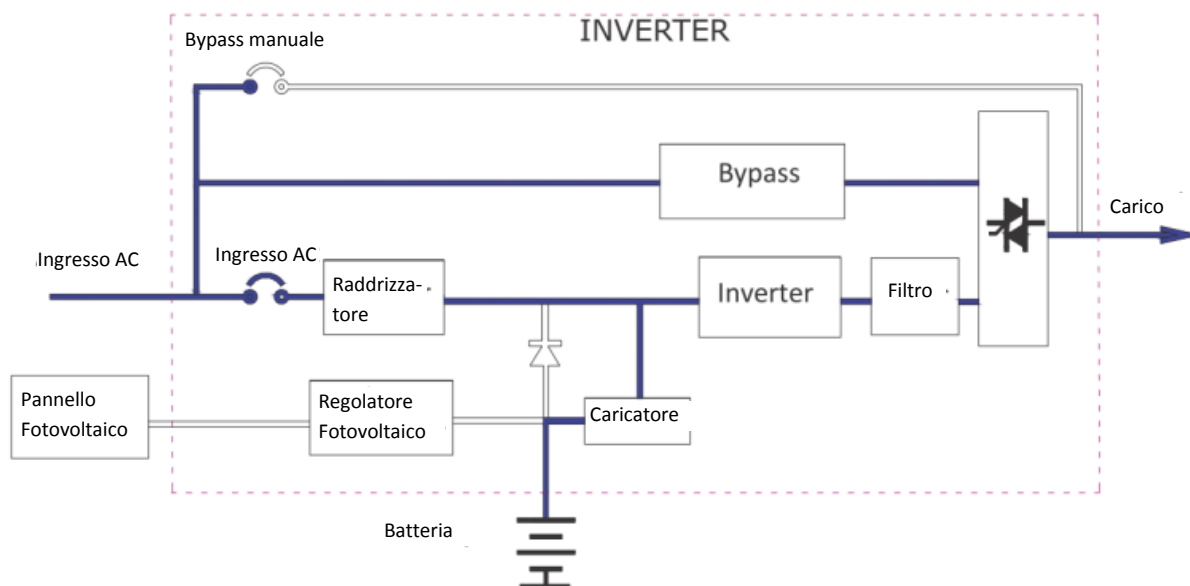 INVERTER
Bypass manuale
Bypass
Carico
Ingresso AC
Ingresso AC
Raddrizza-
tore
Inverter
Filtro
Pannello
Fotovoltaico
Regolatore
Fotovoltaico
Caricatore
Batteria